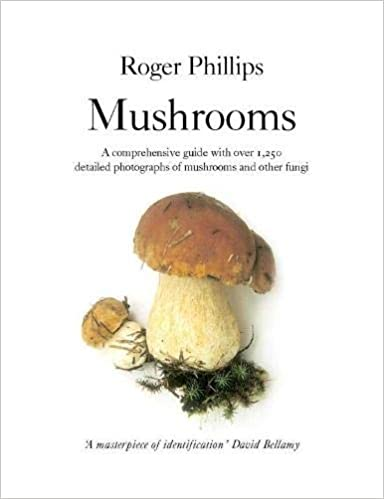 Roger Phillips
Mushrooms
A comprehensive guide with over 1,250
detailed photographs of mushrooms and other fungi
'A masterpiece of identification' David Bellamy